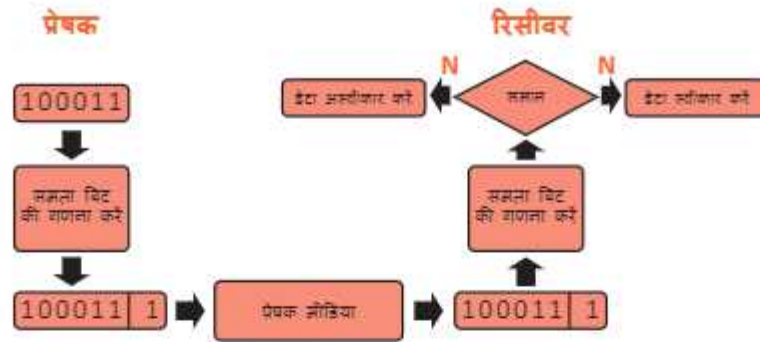 प्रेषक
रिसीवर
N
N
100011
डेटा अस्वीकार करें
समान
डेटा स्वीकार करें
समता बिट
की गणना करें
समता बिट
की गणना करें
100011 1
प्रेषक मीडिया
100011 1